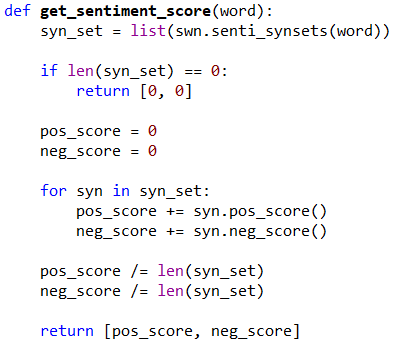 def get_sentiment_score(word):
    syn_set = list(swn.senti_synsets(word))

    if len(syn_set) == 0:
        return [0, 0]

    pos_score = 0
    neg_score = 0

    for syn in syn_set:
        pos_score += syn.pos_score()
        neg_score += syn.neg_score()

    pos_score /= len(syn_set)
    neg_score /= len(syn_set)

    return [pos_score, neg_score]